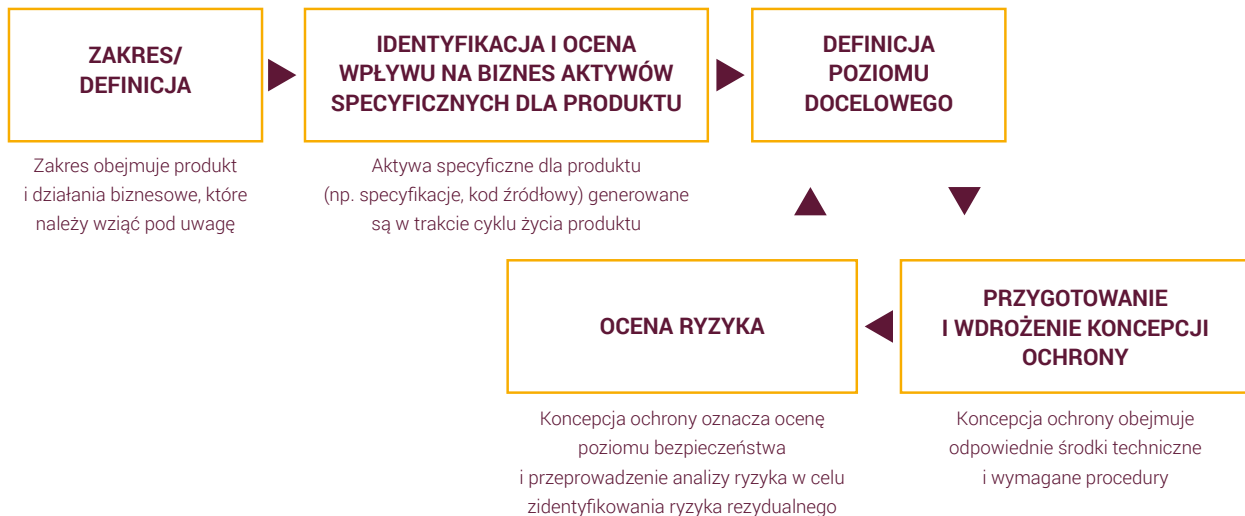 ZAKRES/
DEFINICJA
IDENTYFIKACJA I OCENA
WPŁYWU NA BIZNES AKTYWÓW
SPECYFICZNYCH DLA PRODUKTU
DEFINICJA
POZIOMU
DOCELOWEGO
Zakres obejmuje produkt
i działania biznesowe, które
należy wziąć pod uwagę
Aktywa specyficzne dla produktu
(np. specyfikacje, kod źródłowy) generowane
są w trakcie cyklu życia produktu
OCENA RYZYKA
PRZYGOTOWANIE
I WDROŻENIE KONCEPCJI
OCHRONY
Koncepcja ochrony oznacza ocenę
poziomu bezpieczeństwa
i przeprowadzenie analizy ryzyka w celu
zidentyfikowania ryzyka rezydualnego
Koncepcja ochrony obejmuje
odpowiednie środki techniczne
i wymagane procedury